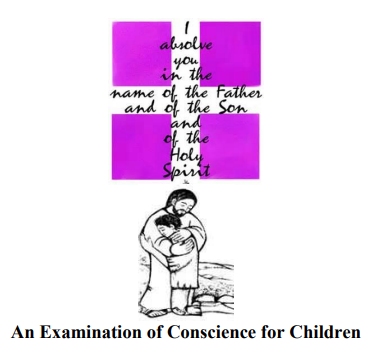 I
absolve
you
in the
name of the Father
and of the Son
and
of the
Holy
Spirit
An Examination of Conscience for Children